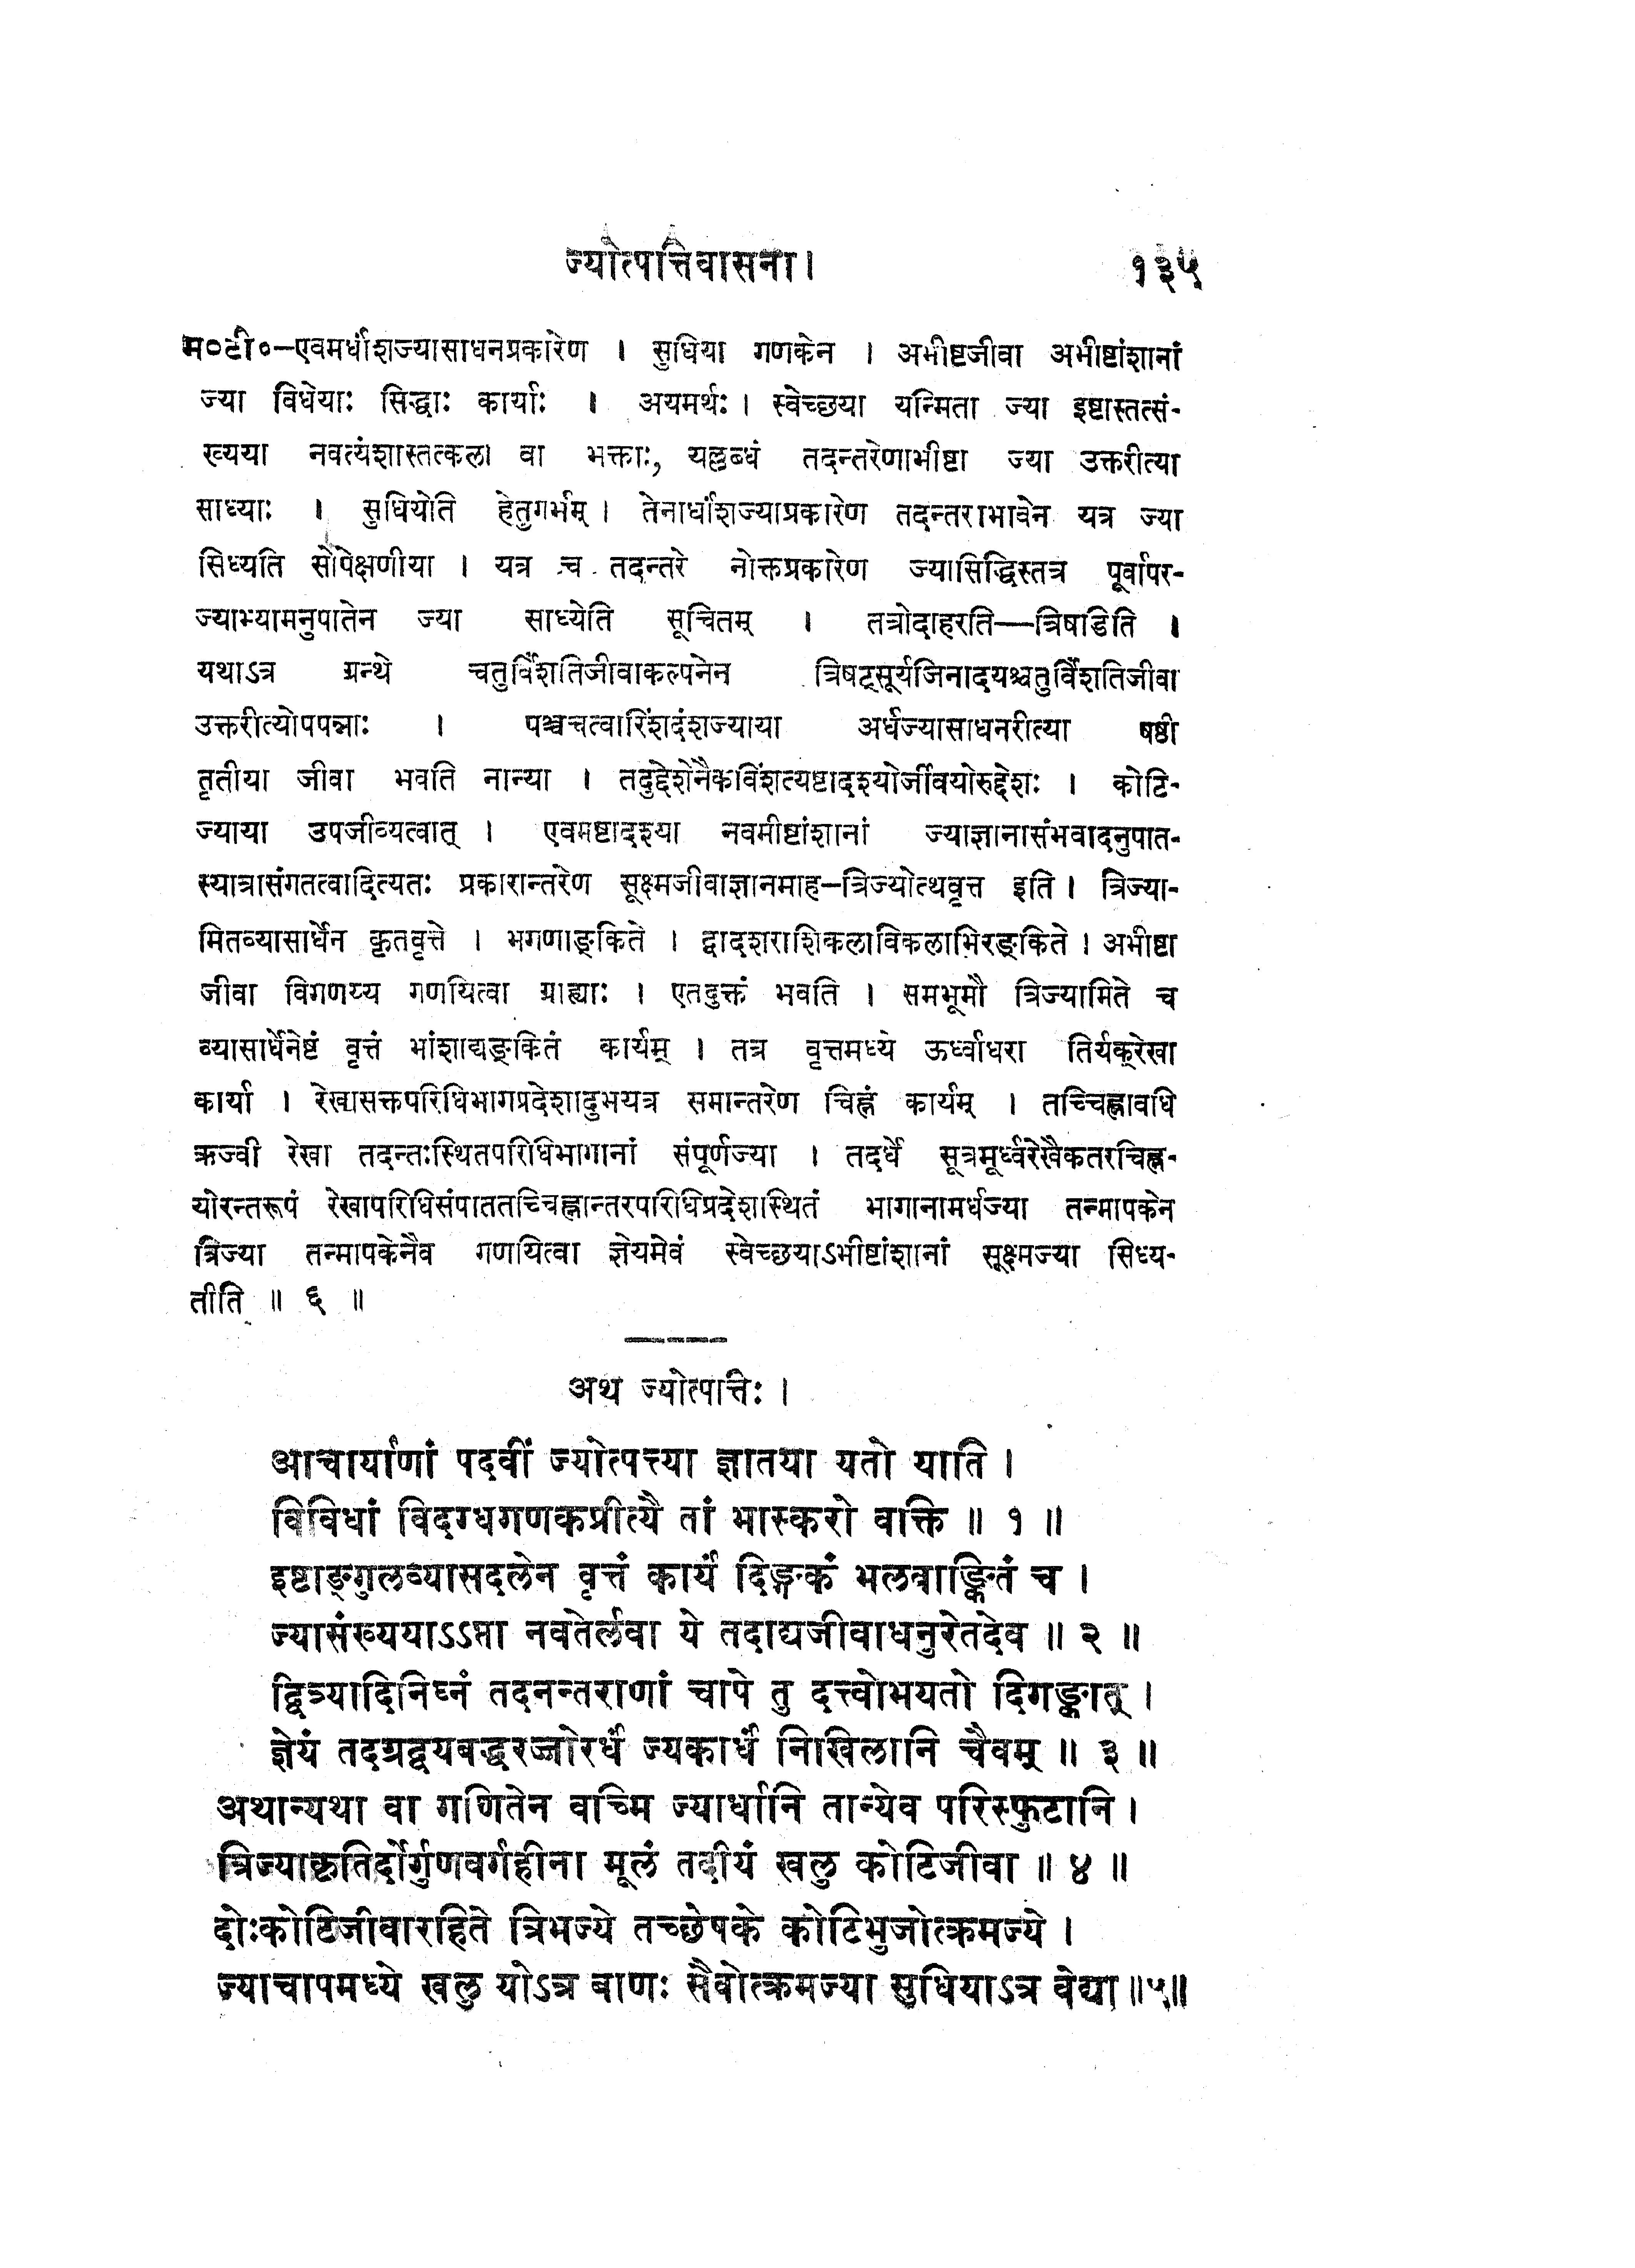 ज्योत्पत्तिवासना।
१३५
म०टी०–एवमर्धांशज्यासाधनप्रकारेण । सुधिया गणकेन । अभीष्टजीवा अभीष्टांशानां
ज्या विधेयाः सिद्धाः कार्याः । अयमर्थः। स्वेच्छया यन्मिता ज्या इष्टास्तत्सं-
ख्यया नवत्यंशास्तत्कला वा भक्ताः, यल्लब्धं तदन्तरेणाभीष्टा ज्या उक्तरीत्या
साध्याः । सुधियोति हेतुगर्भम्। तेनार्धांशज्याप्रकारेण तदन्तराभावेन यत्र ज्या
सिध्यति सोपेक्षणीया । यत्र च तदन्तरे नोक्तप्रकारेण ज्यासिद्धिस्तत्र पूर्वापर-
ज्याभ्यामनुपातेन ज्या साध्येति सूचितम् । तत्रोदाहरति—त्रिषडिति ।
यथाऽत्र ग्रन्थे चतुर्विंशतिजीवाकल्पनेन त्रिषट्सूर्यजिनादयश्चतुर्विंशतिजीवा
उक्तरीत्योपपन्नाः । पञ्चचत्वारिंशदंशज्याया अर्धज्यासाधनरीत्या षष्ठी
तृतीया जीवा भवति नान्या । तदुद्देशेनैकविंशत्यष्टादश्योर्जीवयोरुद्देशः । कोटि-
ज्याया उपजीव्यत्वात् । एवमष्टादश्या नवमीष्टांशानां ज्याज्ञानासंभवादनुपात-
स्यात्रासंगतत्वादित्यतः प्रकारान्तरेण सूक्ष्मजीवाज्ञानमाह–त्रिज्योत्थवृत्त इति। त्रिज्या-
मितव्यासार्धेन कृतवृत्ते । भगणाङ्किते । द्वादशराशिकलाविकलाभिरङ्किते। अभीष्टा
जीवा विगणय्य गणयित्वा ग्राह्याः । एतदुक्तं भवति । समभूमौ त्रिज्यामिते च
व्यासार्धेनेष्टं वृत्तं भांशाद्यङ्कितं कार्यम् । तत्र वृत्तमध्ये ऊर्ध्वाधरा तिर्यक्रेखा
कार्या । रेखासक्तपरिधिभागप्रदेशादुभयत्र समान्तरेण चिह्नं कार्यम् । तच्चिह्नावधि
ऋज्वी रेखा तदन्तःस्थितपरिधिभागानां संपूर्णज्या । तदर्धे सूत्रमूर्ध्वरेखैकतरचिह्न-
योरन्तरूपं रेखापरिधिसंपाततच्चिह्नान्तरपरिधिप्रदेशस्थितं भागानामर्धज्या तन्मापकेन
त्रिज्या तन्मापकेनैव गणयित्वा ज्ञेयमेवं स्वेच्छयाऽभीष्टांशानां सूक्ष्मज्या सिध्य-
तीति ॥ ६ ॥
अथ ज्योत्पत्तिः।
आचार्याणां पदवीं ज्योत्पत्त्या ज्ञातया यतो याति ।
विविधां विदग्धगणकप्रीत्यै तां भास्करो वक्ति ॥ १ ॥
इष्टाङ्गुलव्यासदलेन वृत्तं कार्यं दिङ्गकं भलवाङ्कितं च ।
ज्यासंख्ययाऽऽप्ता नवतेर्लवा ये तदाद्यजीवाधनुरेतदेव ॥ २ ॥
द्वित्र्यादिनिघ्नं तदनन्तराणां चापे तु दत्त्वोभयतो दिगङ्कात् ।
ज्ञेयं तदग्रद्वयबद्धरज्जोरर्धं ज्यकार्धं निखिलानि चैवम् ॥ ३ ॥
अथान्यथा वा गणितेन वच्मि ज्यार्धानि तान्येव परिस्फुटानि ।
त्रिज्याकृतिर्दोर्गुणवर्गहीना मूलं तदीयं खलु कोटिजीवा ॥ ४ ॥
दोःकोटिजीवारहिते त्रिभज्ये तच्छेषके कोटिभुजोत्क्रमज्ये ।
ज्याचापमध्ये खलु योऽत्र बाणः सैवोत्क्रमज्या सुधियाऽत्र वेद्या॥५॥